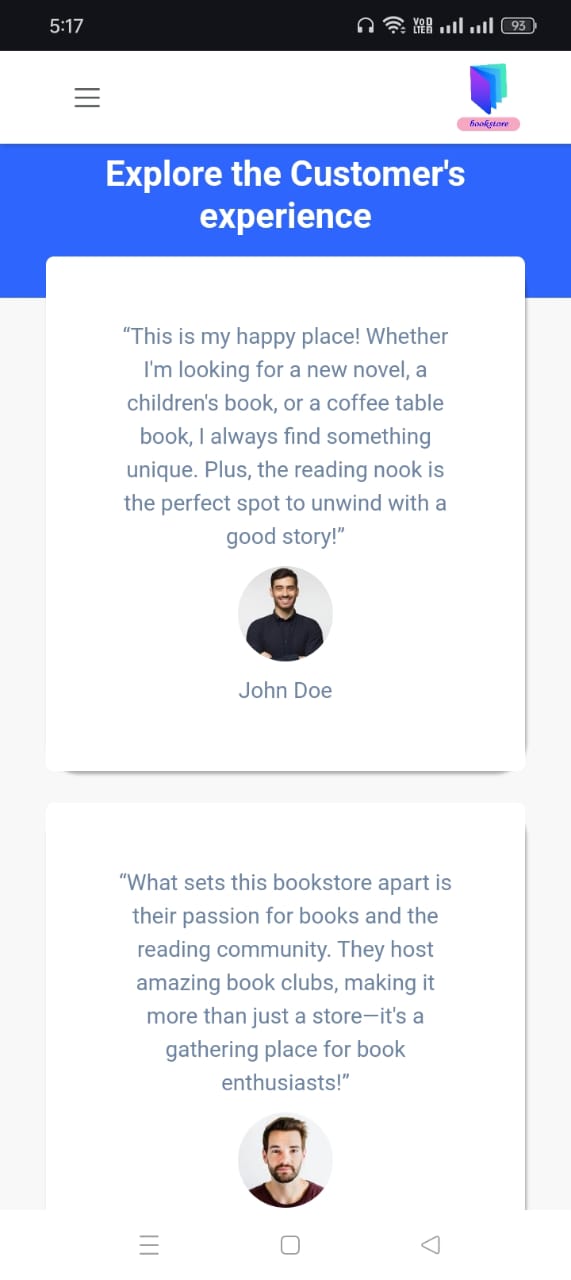 5:17
VoD
LTE
93
bookstore
Explore the Customer's
experience
“This is my happy place! Whether
I'm looking for a new novel, a
children's book, or a coffee table
book, I always find something
unique. Plus, the reading nook is
the perfect spot to unwind with a
good story!”
John Doe
“What sets this bookstore apart is
their passion for books and the
reading community. They host
amazing book clubs, making it
more than just a store—it's a
gathering place for book
enthusiasts!”